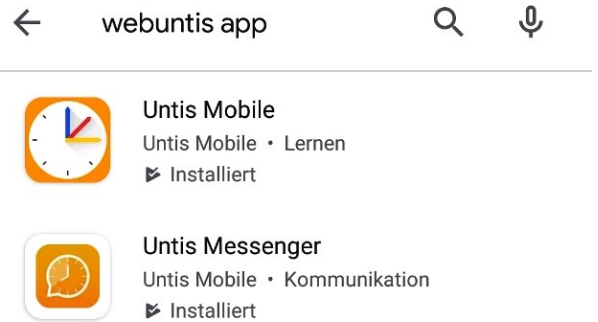 webuntis app
Untis Mobile
Untis Mobile • Lernen
Installiert
Untis Messenger
Untis Mobile • Kommunikation
Installiert